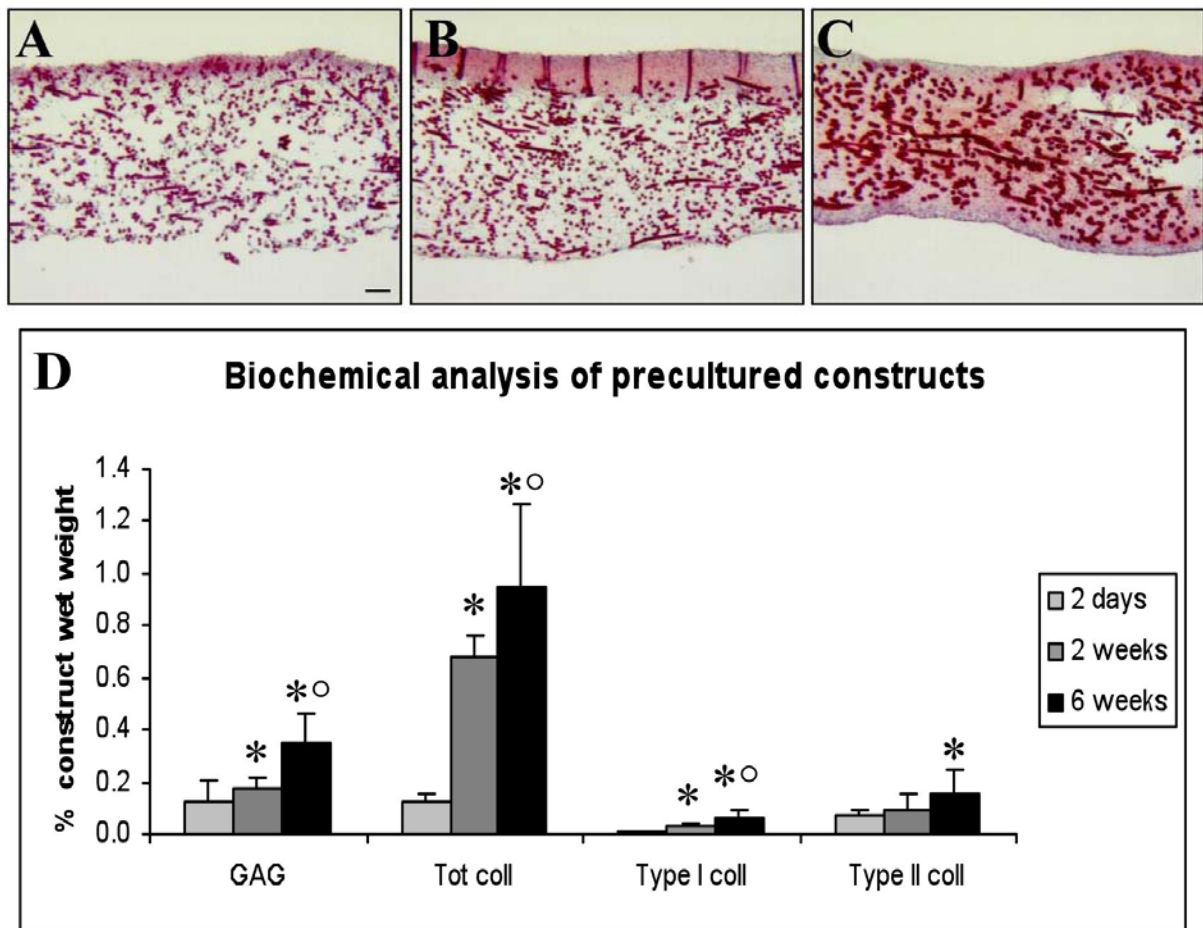 A
B
C
D
Biochemical analysis of precultured constructs
% construct wet weight
1.4
1.2
1.0
0.8
0.6
0.4
0.2
0.0
*
*○
*
*○
*
*○
*
GAG
Tot coll
Type I coll
Type II coll
2 days
2 weeks
6 weeks